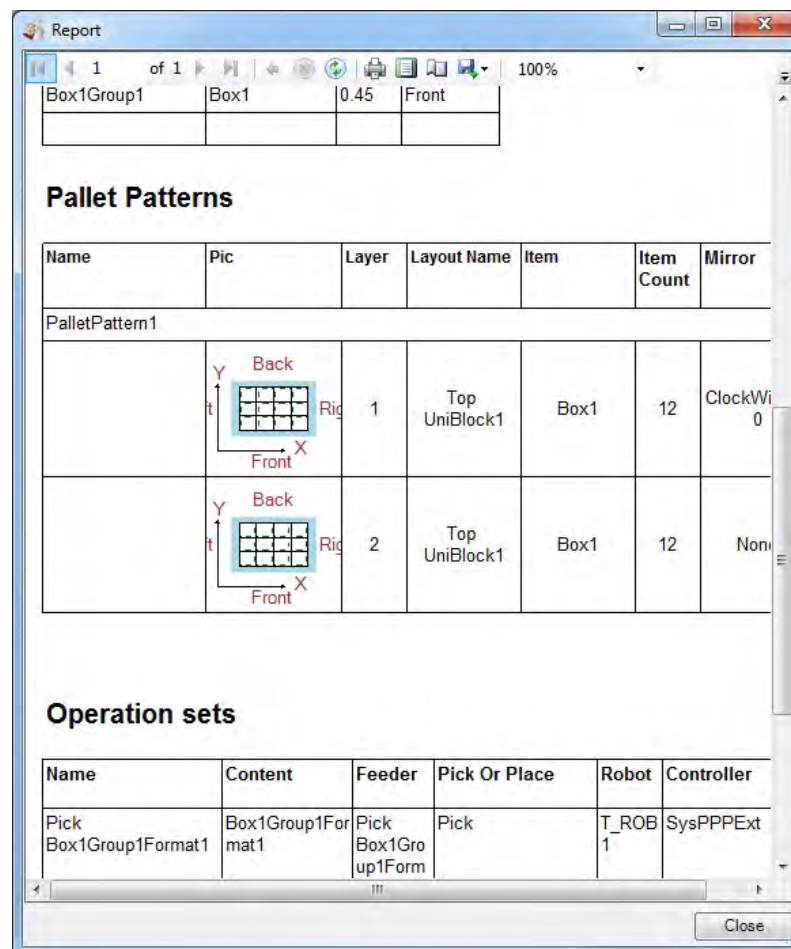 Report
1 of 1 100%
Box1Group1 Box1 0.45 Front
Pallet Patterns
Name Pic Layer Layout Name Item Item Count Mirror
PalletPattern1
Y Back
Front X
1
Top
UniBlock1
Box1
12
0
Y Back
Front X
2
Top
UniBlock1
Box1
12
Operation sets
Name Content Feeder Pick Or Place Robot Controller
Pick
Box1Group1Format1
Box1Group1For
mat1
Pick
Box1Gro
up1Form
Pick
T_ROB
1
SysPPPExt
Close